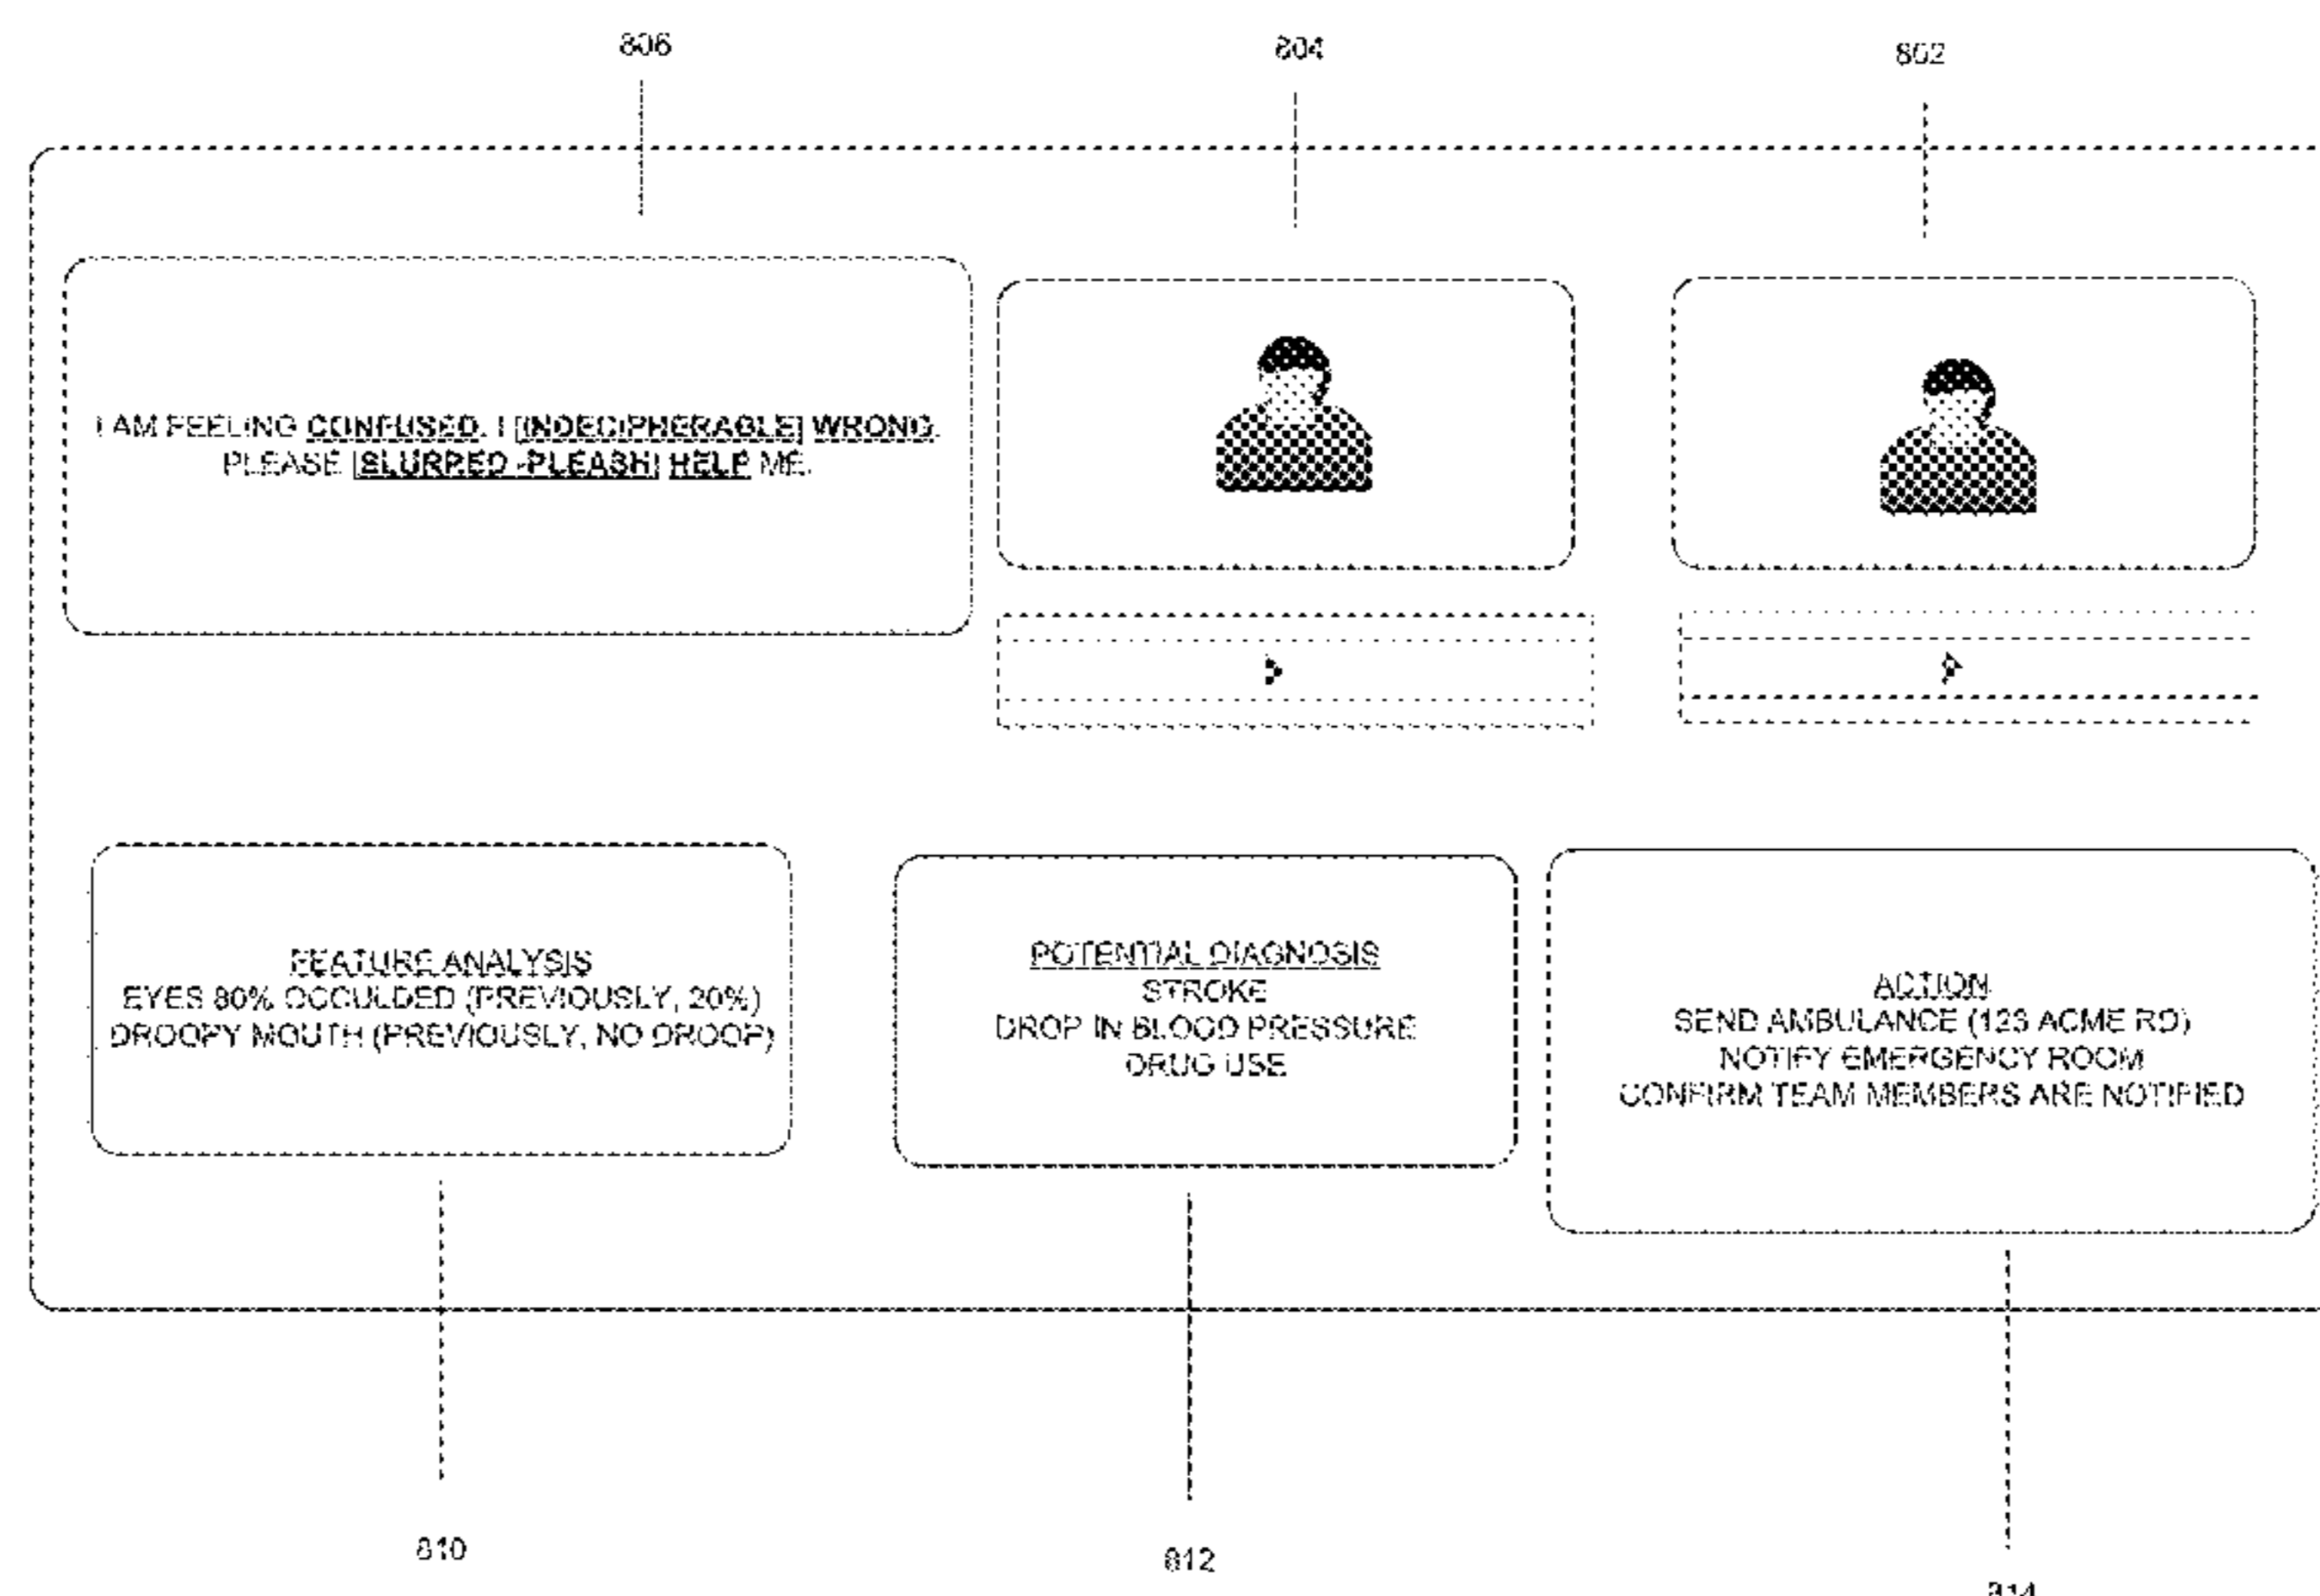 806
804
802
I AM FEELING CONFUSED. I [INDECIPHERABLE] WRONG.
PLEASE [SLURRED -PLEASH] HELP ME.
FEATURE ANALYSIS
EYES 80% OCCULDED (PREVIOUSLY, 20%)
DROOPY MOUTH (PREVIOUSLY, NO DROOP)
POTENTIAL DIAGNOSIS
STROKE
DROP IN BLOOD PRESSURE
DRUG USE
ACTION
SEND AMBULANCE (123 ACME RD)
NOTIFY EMERGENCY ROOM
CONFIRM TEAM MEMBERS ARE NOTIFIED
810
812
814